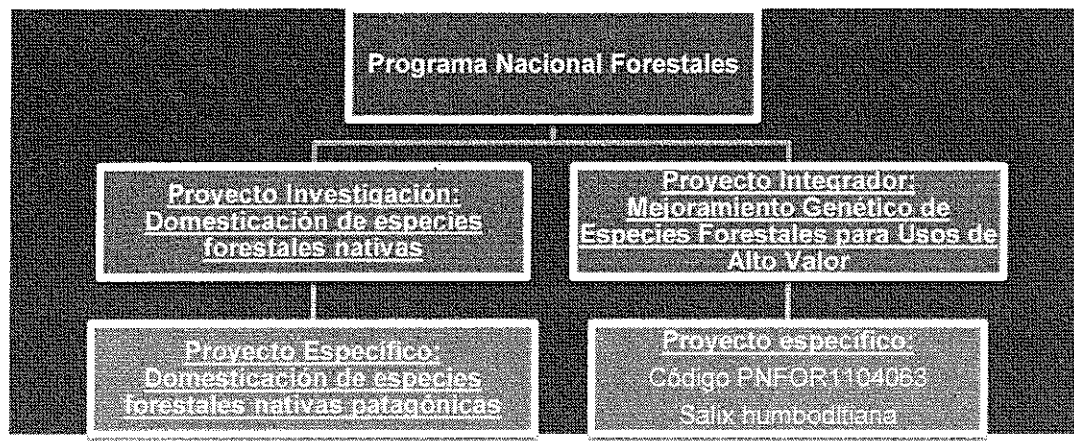 Programa Nacional Forestales
Proyecto Investigación:
Domesticación de especies
forestales nativas
Proyecto Integrador:
Mejoramiento Genético de
Especies Forestales para Usos de
Alto Valor
Proyecto Específico:
Domesticación de especies
forestales nativas patagónicas
Proyecto específico:
Código PNFOR1104063
Salix humboldtiana